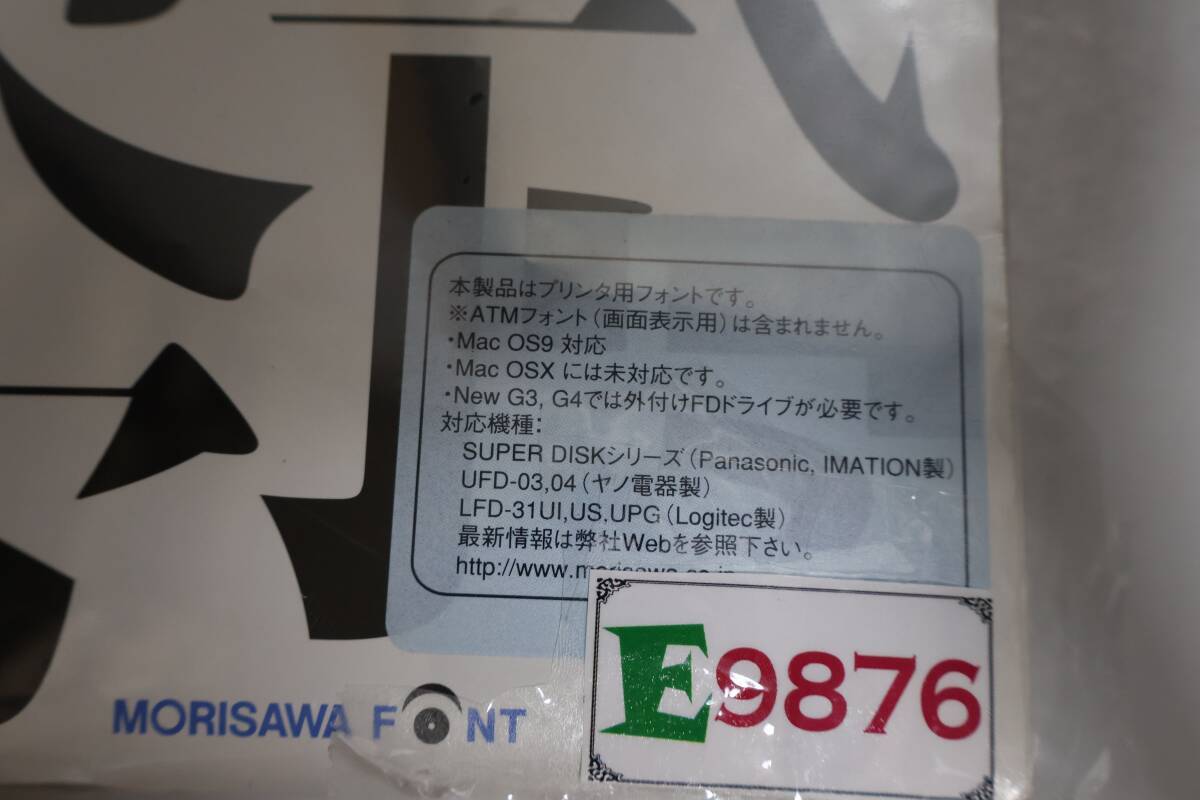 本製品はプリンタ用フォントです。
※ATMフォント(画面表示用)は含まれません。
・Mac OS9 対応
・Mac OSX には未対応です。
・New G3, G4では外付けFDドライブが必要です。
対応機種:
SUPER DISKシリーズ(Panasonic, IMATION製)
UFD-03,04(ヤノ電器製)
LFD-31UI,US,UPG(Logitec製)
最新情報は弊社Webを参照下さい。
http://www.morisawa.co.jp
MORISAWA FONT
E9876